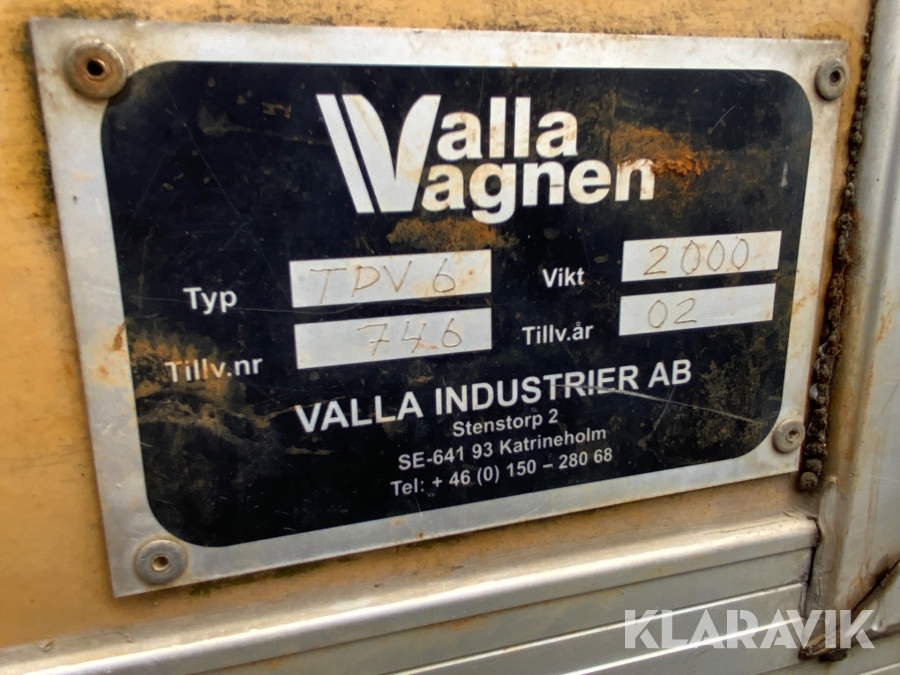 Valla
Vagnen
Typ TDV 6 Vikt 2000
Tillv.nr 746 Tillv.år 02
VALLA INDUSTRIER AB
Stenstorp 2
SE-641 93 Katrineholm
Tel: + 46 (0) 150 – 280 68
KLARAVIK